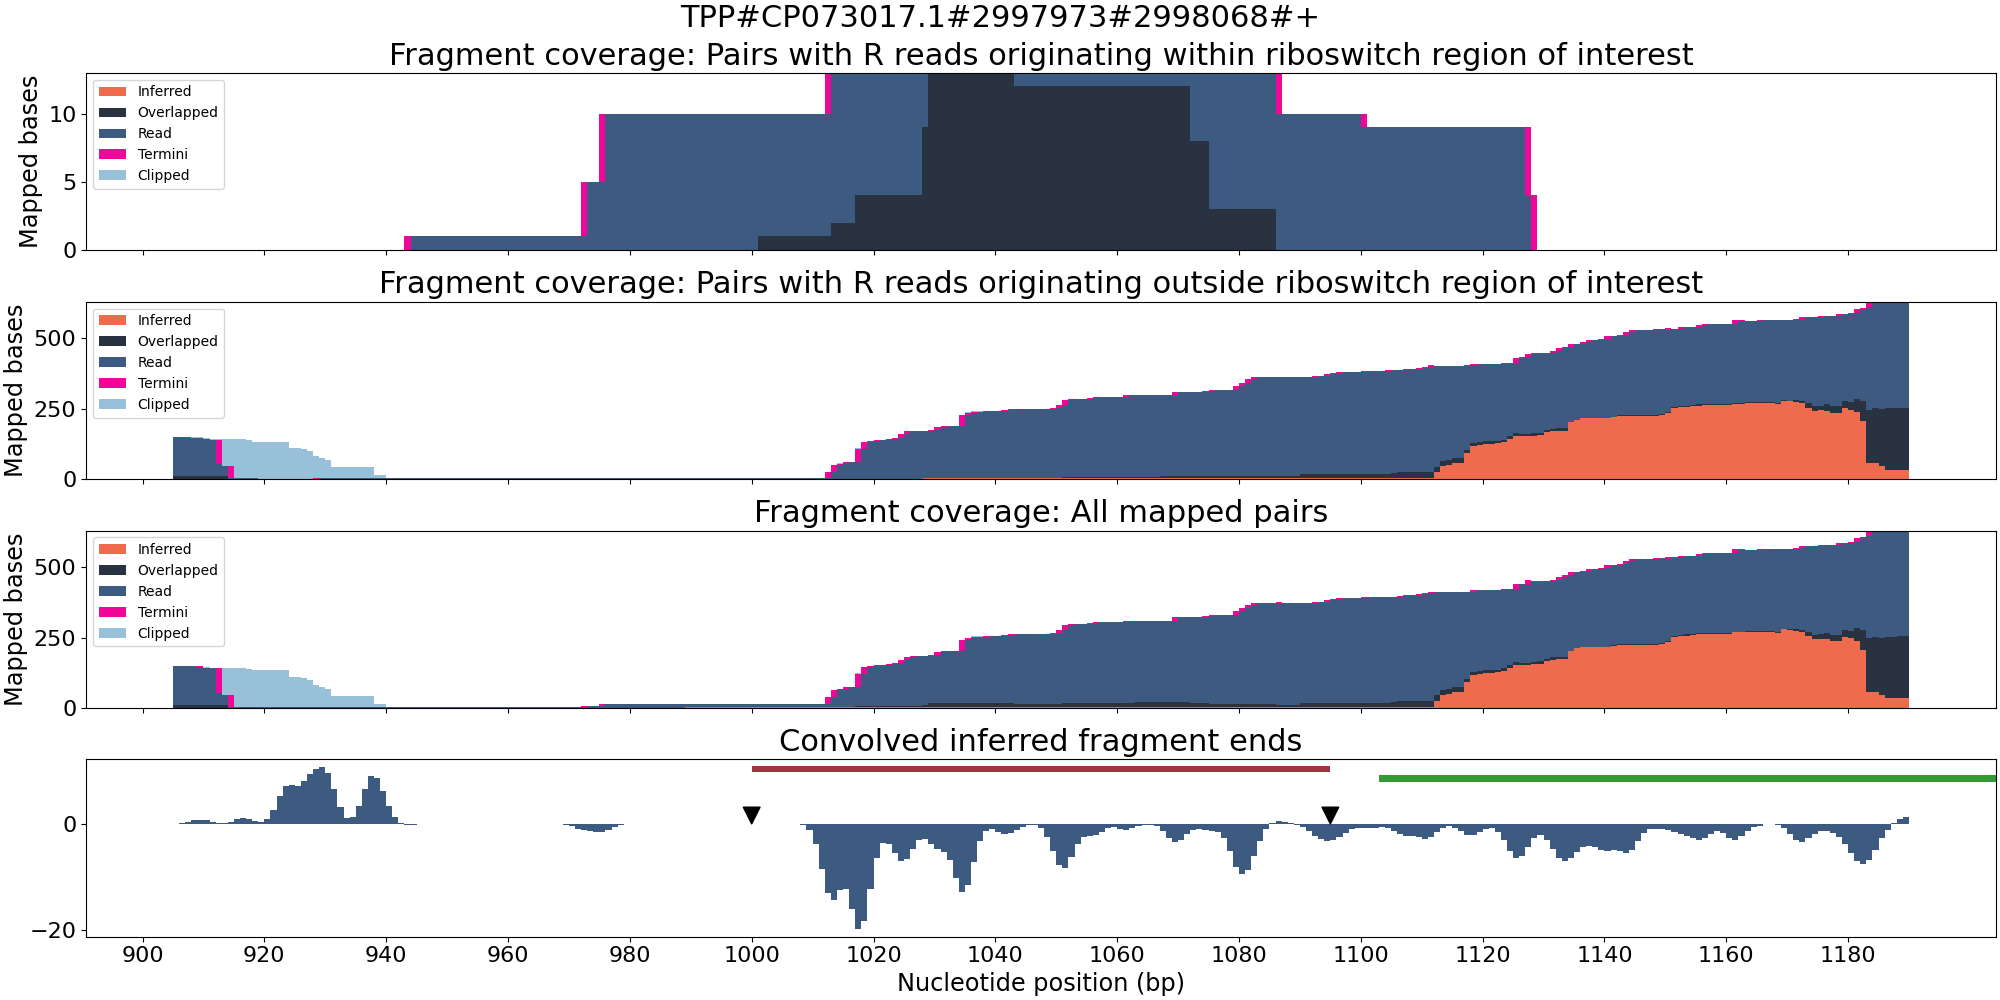 TPP#CP073017.1#2997973#2998068#+
Fragment coverage: Pairs with R reads originating within riboswitch region of interest
Mapped bases
10
5
0
Inferred
Overlapped
Read
Termini
Clipped
Fragment coverage: Pairs with R reads originating outside riboswitch region of interest
Mapped bases
500
250
0
Inferred
Overlapped
Read
Termini
Clipped
Fragment coverage: All mapped pairs
Mapped bases
500
250
0
Inferred
Overlapped
Read
Termini
Clipped
Convolved inferred fragment ends
0
−20
900 920 940 960 980 1000 1020 1040 1060 1080 1100 1120 1140 1160 1180
Nucleotide position (bp)